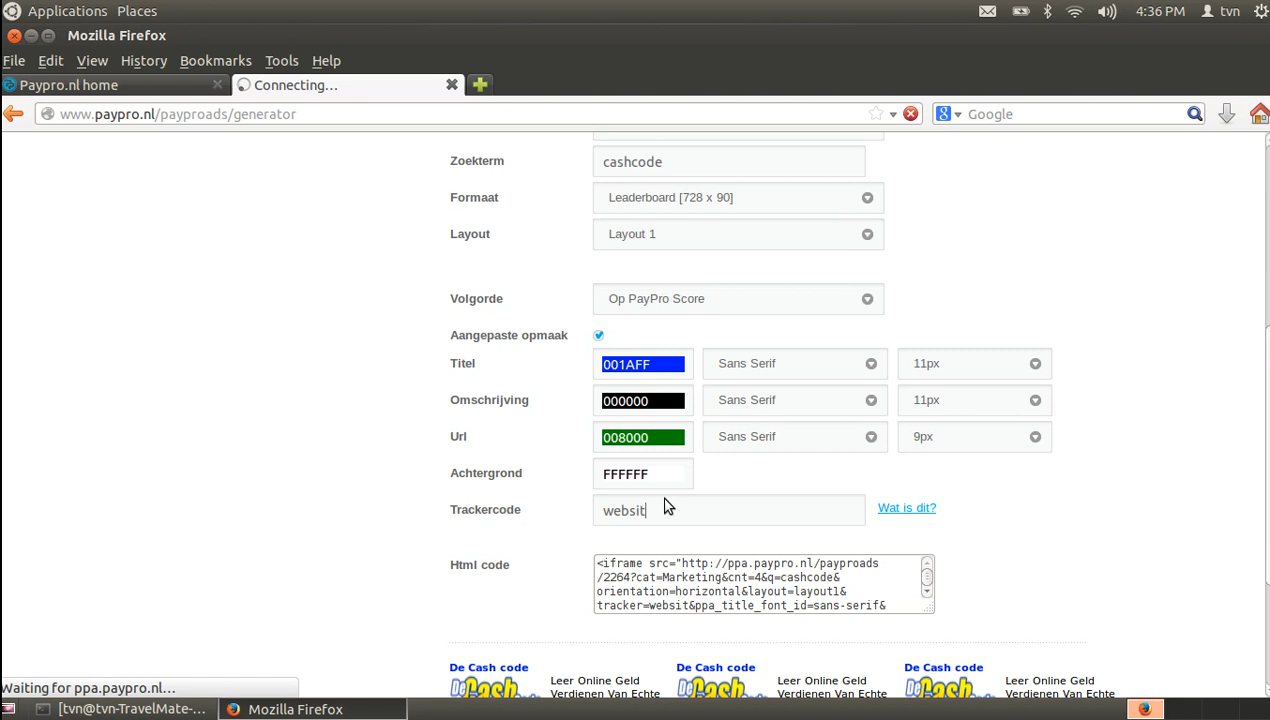 Applications Places 4:36 PM tvn
Mozilla Firefox
File Edit View History Bookmarks Tools Help
Paypro.nl home Connecting...
www.paypro.nl/payproads/generator Google
Zoekterm cashcode
Formaat Leaderboard [728 x 90]
Layout Layout 1
Volgorde Op PayPro Score
Aangepaste opmaak
Titel 001AFF Sans Serif 11px
Omschrijving 000000 Sans Serif 11px
Url 008000 Sans Serif 9px
Achtergrond FFFFFF
Trackercode websit Wat is dit?
Html code <iframe src="http://ppa.paypro.nl/payproads
/2264?cat=Marketing&cnt=4&q=cashcode&
orientation=horizontal&layout=layout1&
tracker=websit&ppa_title_font_id=sans-serif&
De Cash code De Cash code De Cash code
Leer Online Geld Leer Online Geld Leer Online Geld
DeCash Verdienen Van Echte DeCash Verdienen Van Echte DeCash Verdienen Van Echte
Waiting for ppa.paypro.nl...
[tvn@tvn-TravelMate-... Mozilla Firefox